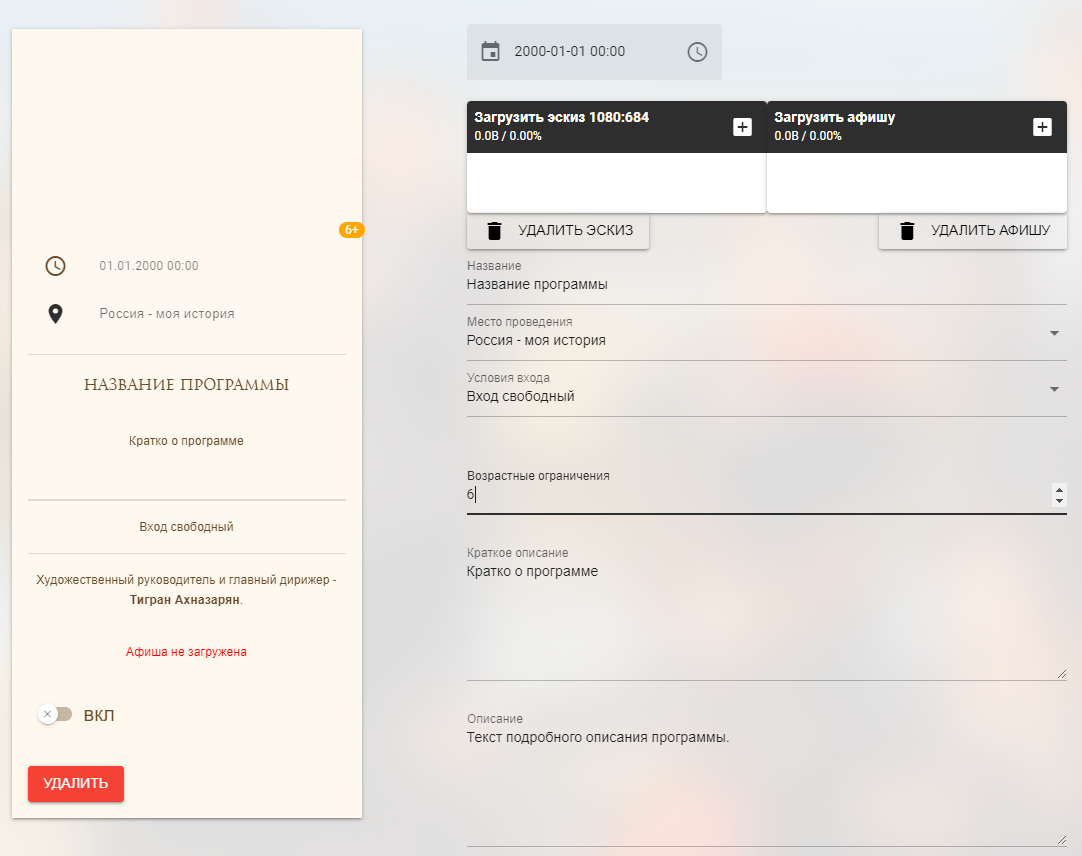 6+
01.01.2000 00:00
Россия - моя история
НАЗВАНИЕ ПРОГРАММЫ
Кратко о программе
Вход свободный
Художественный руководитель и главный дирижер -
Тигран Ахназарян.
Афиша не загружена
ВКЛ
УДАЛИТЬ
2000-01-01 00:00
Загрузить эскиз 1080:684
0.0B / 0.00%
Загрузить афишу
0.0B / 0.00%
УДАЛИТЬ ЭСКИЗ
УДАЛИТЬ АФИШУ
Название
Название программы
Место проведения
Россия - моя история
Условия входа
Вход свободный
Возрастные ограничения
6
Краткое описание
Кратко о программе
Описание
Текст подробного описания программы.